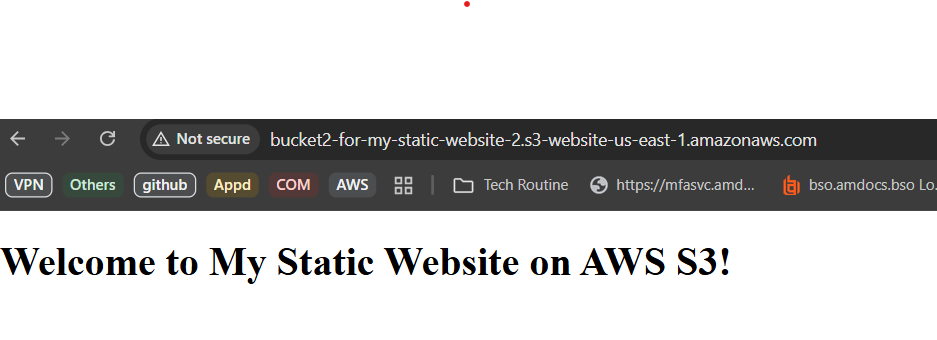 Not secure bucket2-for-my-static-website-2.s3-website-us-east-1.amazonaws.com
VPN Others github Appd COM AWS Tech Routine https://mfasvc.amd... bso.amdocs.bso Lo.
Welcome to My Static Website on AWS S3!